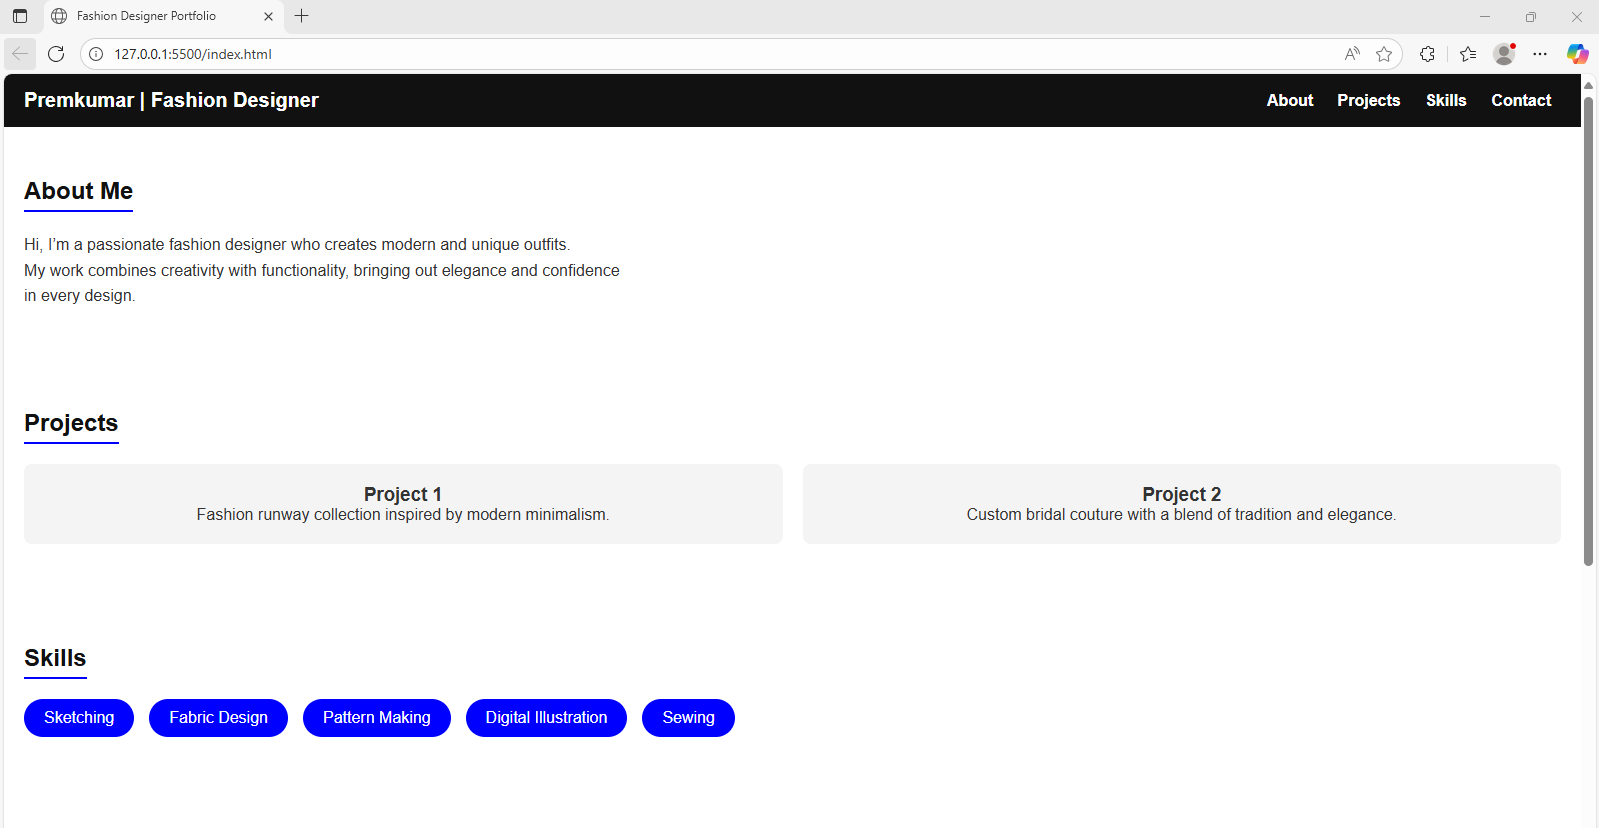 Fashion Designer Portfolio
127.0.0.1:5500/index.html
Premkumar | Fashion Designer
About Projects Skills Contact
About Me
Hi, I’m a passionate fashion designer who creates modern and unique outfits.
My work combines creativity with functionality, bringing out elegance and confidence
in every design.
Projects
Project 1
Fashion runway collection inspired by modern minimalism.
Project 2
Custom bridal couture with a blend of tradition and elegance.
Skills
Sketching Fabric Design Pattern Making Digital Illustration Sewing